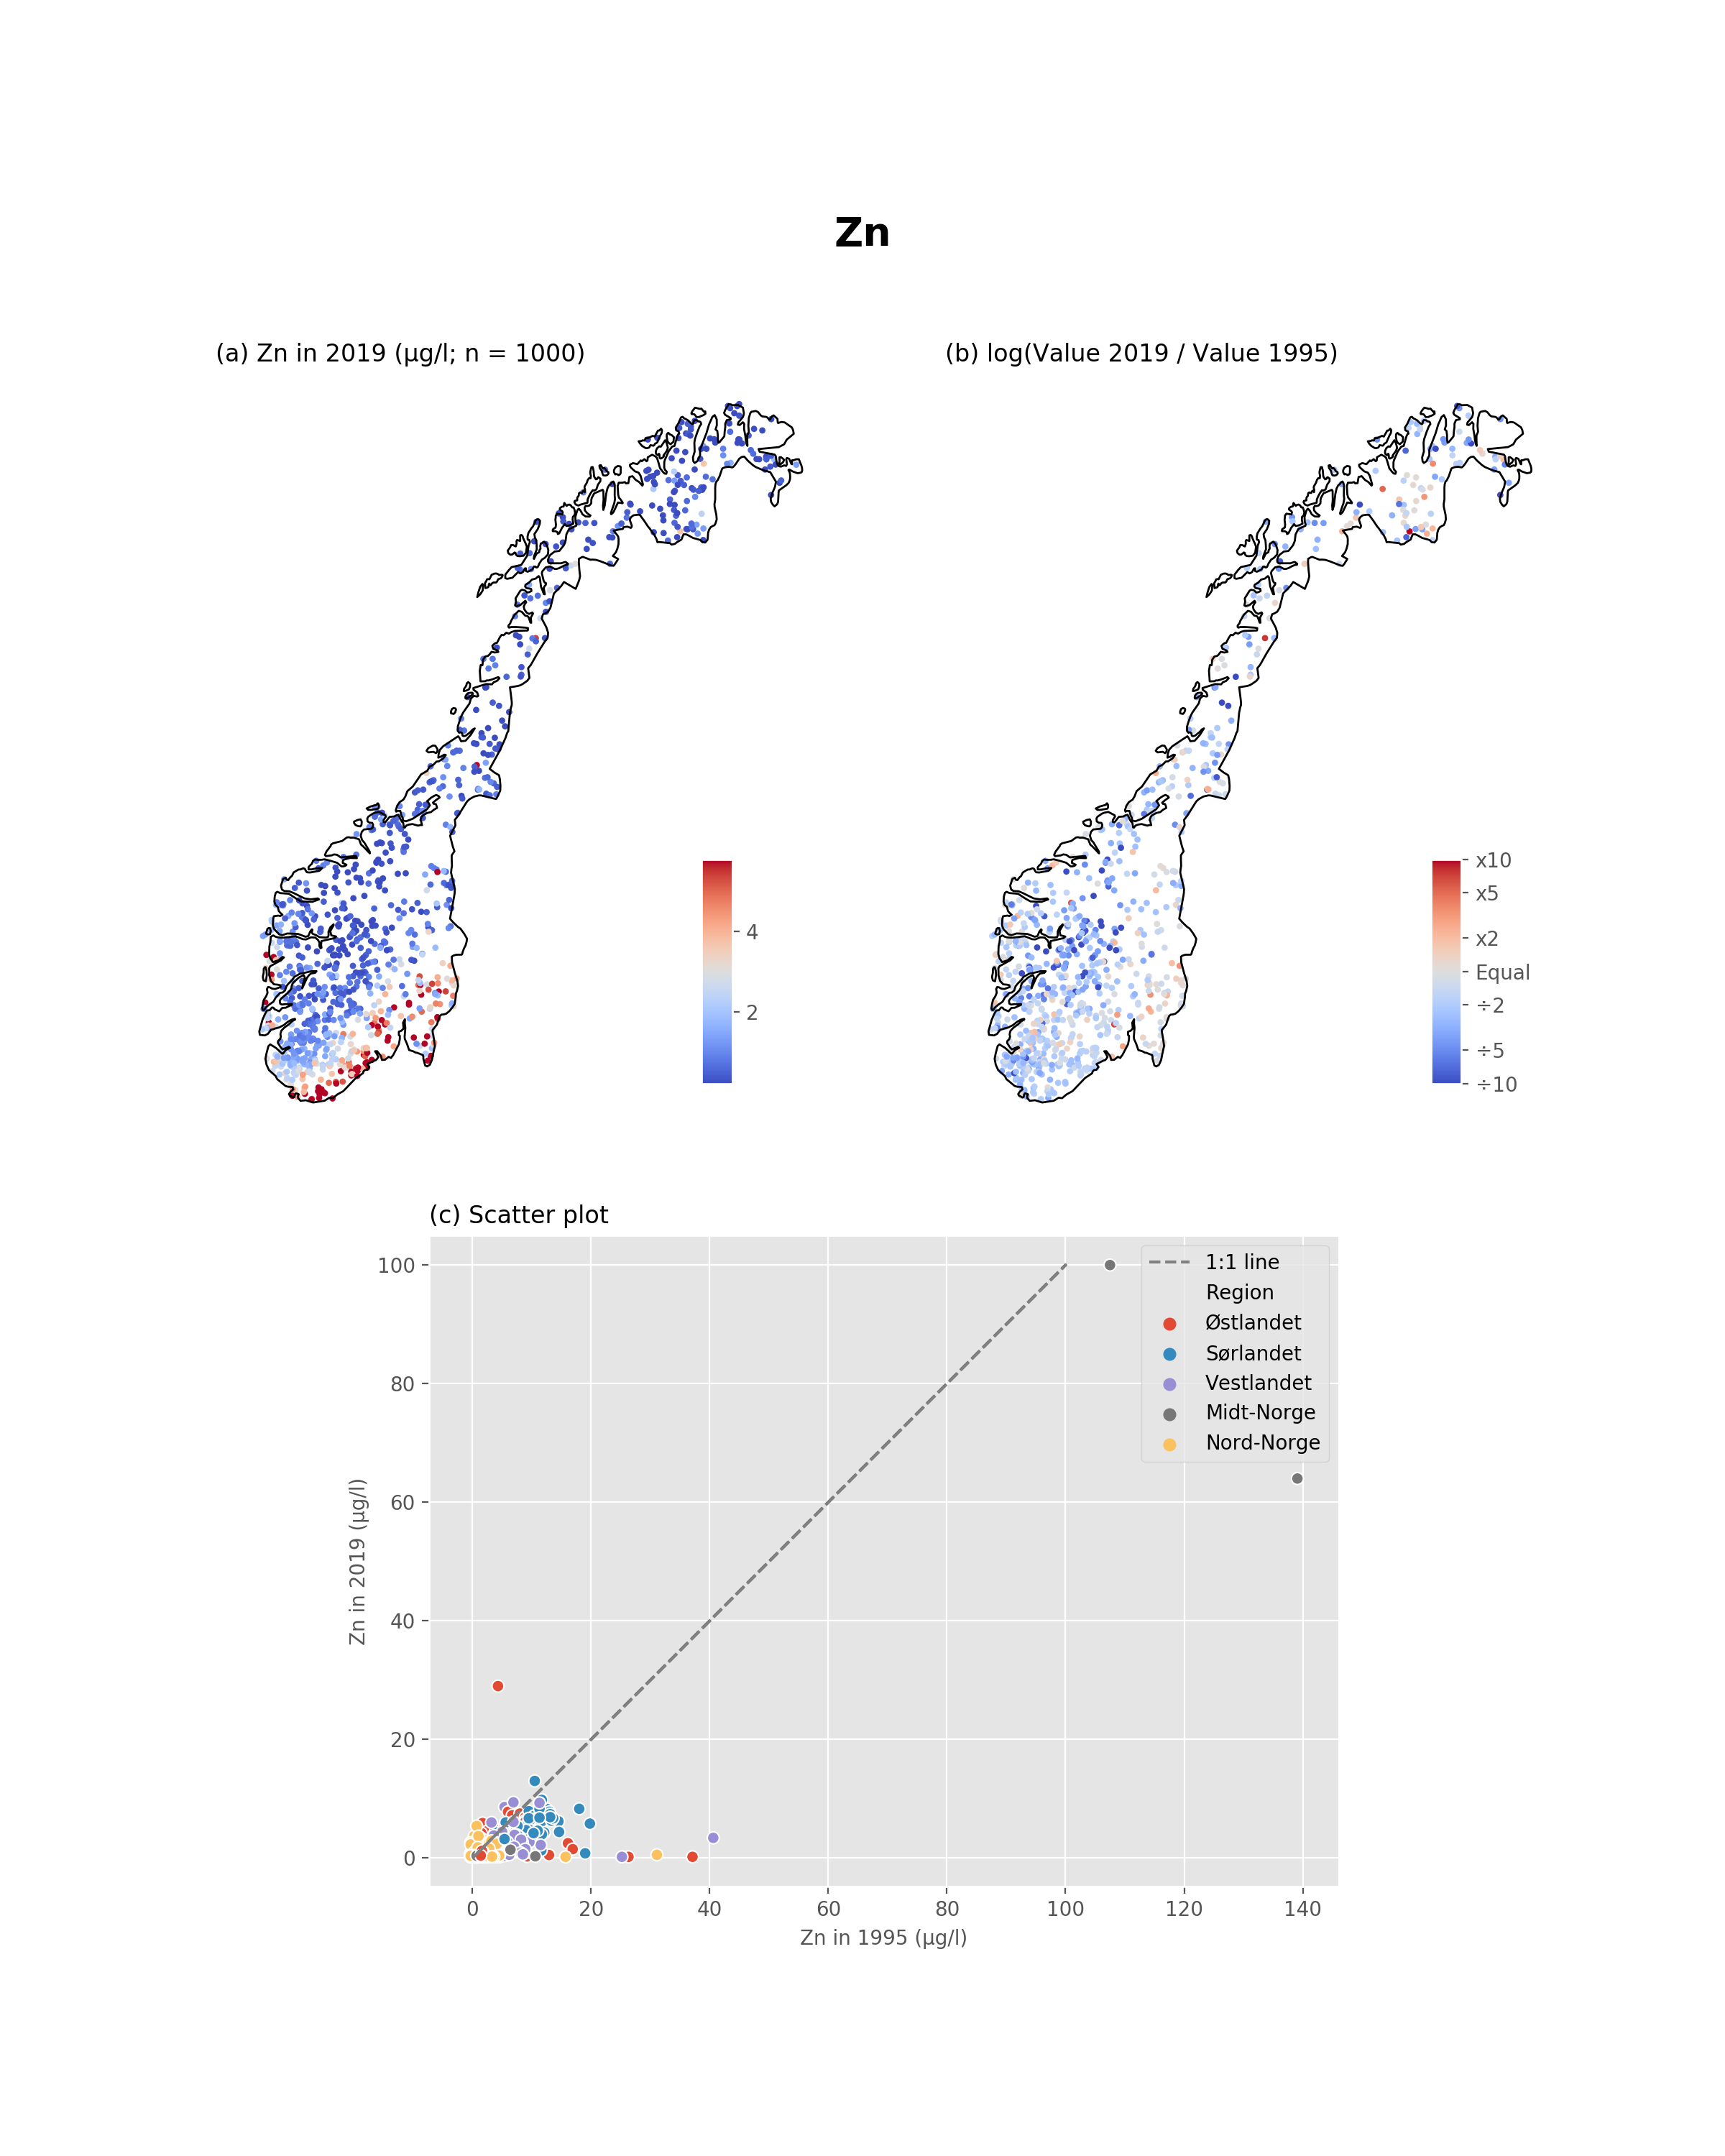 Zn
(a) Zn in 2019 (µg/l; n = 1000)
(b) log(Value 2019 / Value 1995)
4
2
x10
x5
x2
Equal
÷2
÷5
÷10
(c) Scatter plot
100
80
60
40
20
0
Zn in 2019 (µg/l)
1:1 line
Region
Østlandet
Sørlandet
Vestlandet
Midt-Norge
Nord-Norge
0 20 40 60 80 100 120 140
Zn in 1995 (µg/l)